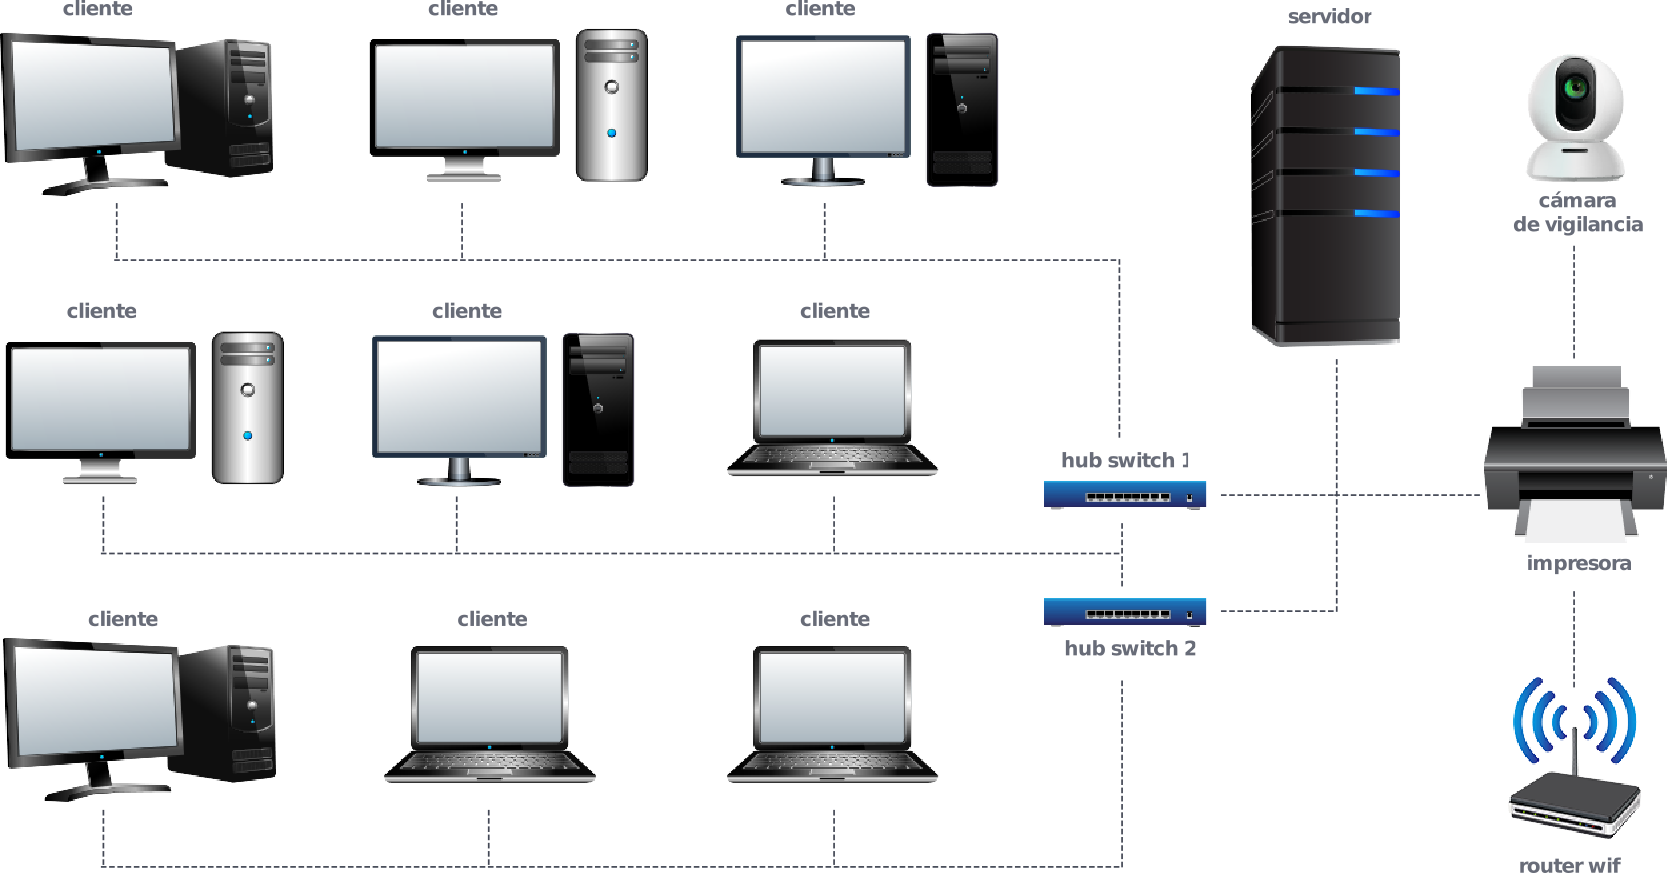 cliente
cliente
cliente
servidor
cámara
de vigilancia
cliente
cliente
cliente
hub switch 1
impresora
cliente
cliente
cliente
hub switch 2
router wif